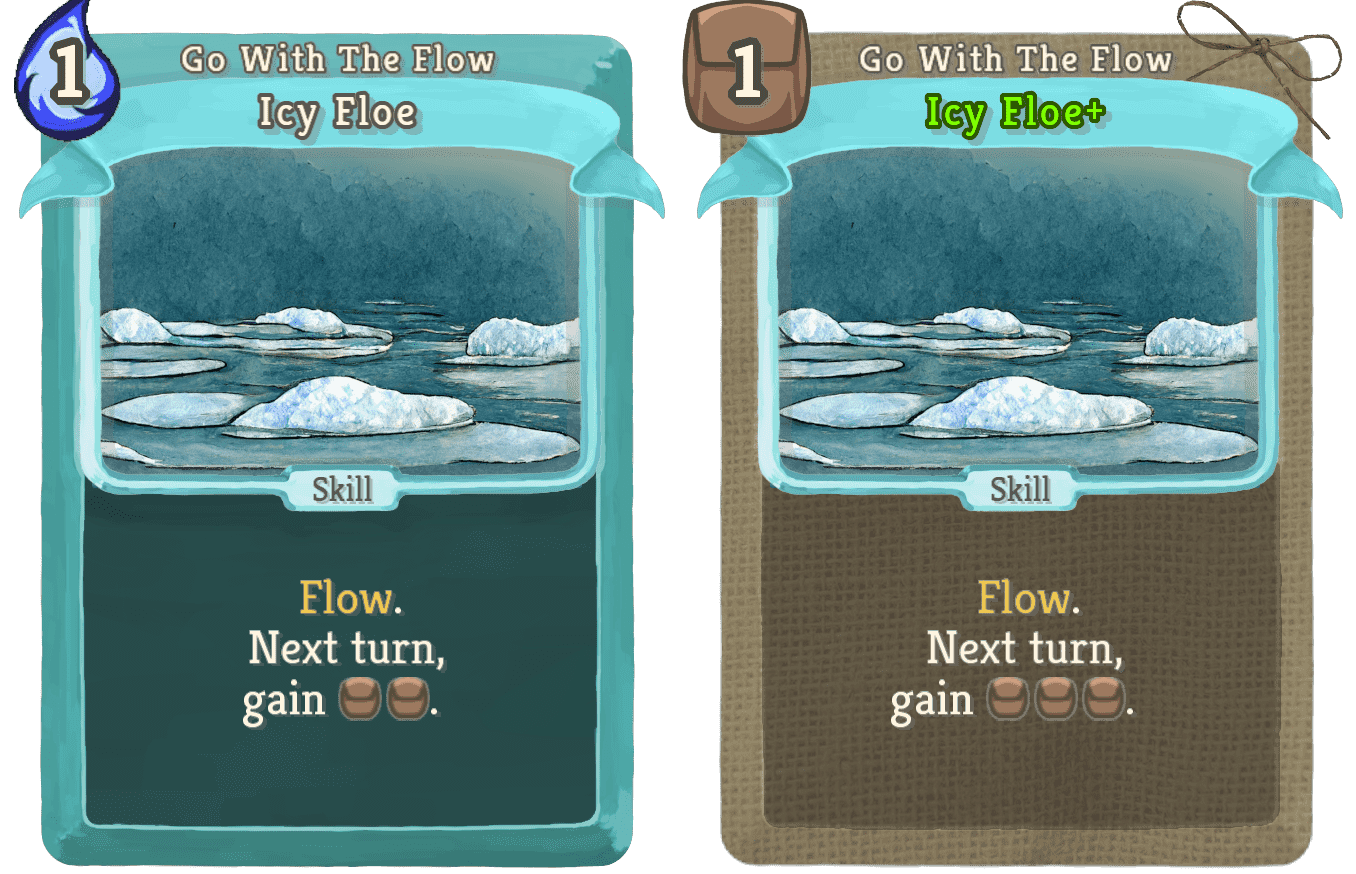 1
Go With The Flow
Icy Floe
Skill
Flow.
Next turn,
gain .
1
Go With The Flow
Icy Floe+
Skill
Flow.
Next turn,
gain .